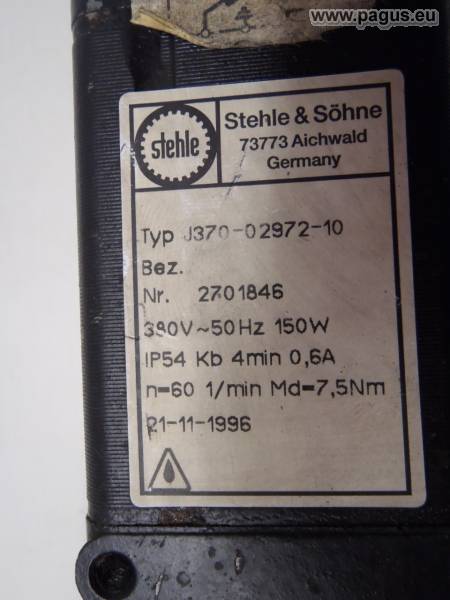 www.pagus.eu
stehle
Stehle & Söhne
73773 Aichwald
Germany
Typ J370-02972-10
Bez.
Nr. 2701846
380V~50Hz 150W
IP54 Kb 4min 0,6A
n=60 1/min Md=7,5Nm
21-11-1996